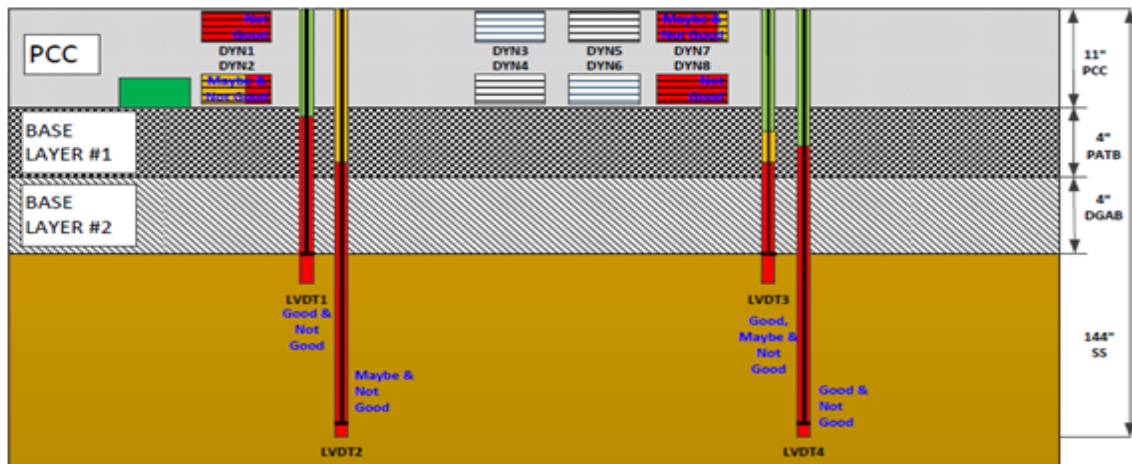 PCC
Not
Good
DYN1
DYN2
Maybe &
Not Good
DYN3
DYN4
DYN5
DYN6
Maybe &
Not Good
DYN7
DYN8
Not
Good
11"
PCC
BASE
LAYER #1
4"
PATB
BASE
LAYER #2
4"
DGAB
LVDT1
Good &
Not
Good
Maybe &
Not
Good
LVDT2
LVDT3
Good,
Maybe &
Not
Good
Good &
Not
Good
LVDT4
144"
SS